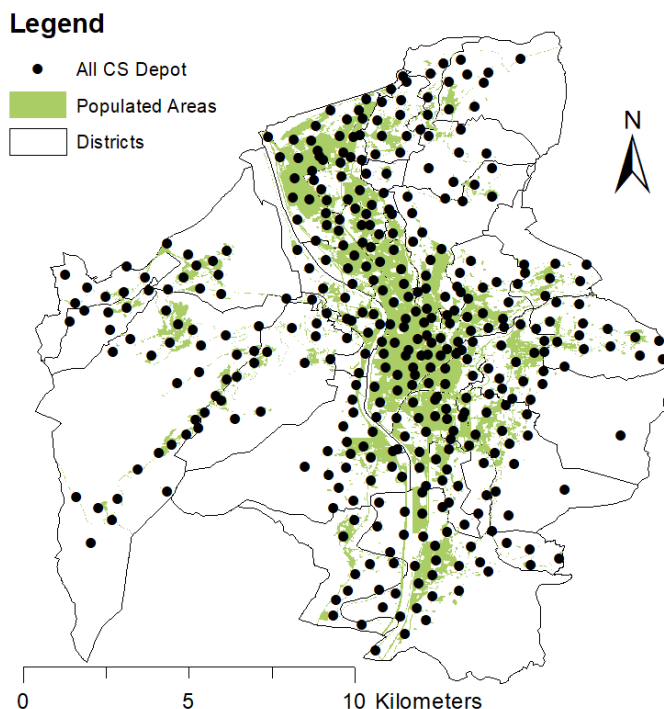 Legend
All CS Depot
Populated Areas
Districts
N
0 5 10 Kilometers